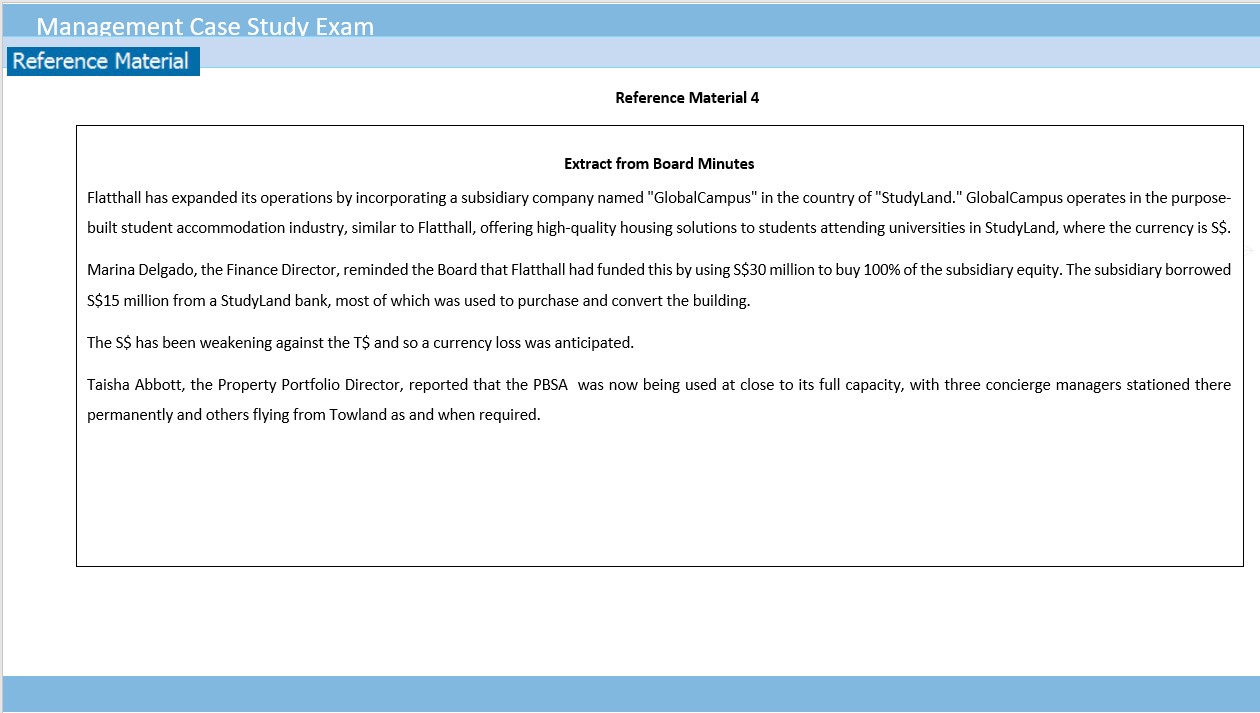 Management Case Study Exam
Reference Material
Reference Material 4
Extract from Board Minutes
Flatthall has expanded its operations by incorporating a subsidiary company named "GlobalCampus" in the country of "StudyLand." GlobalCampus operates in the purpose-
built student accommodation industry, similar to Flatthall, offering high-quality housing solutions to students attending universities in StudyLand, where the currency is S$.
Marina Delgado, the Finance Director, reminded the Board that Flatthall had funded this by using S$30 million to buy 100% of the subsidiary equity. The subsidiary borrowed
S$15 million from a StudyLand bank, most of which was used to purchase and convert the building.
The S$ has been weakening against the T$ and so a currency loss was anticipated.
Taisha Abbott, the Property Portfolio Director, reported that the PBSA was now being used at close to its full capacity, with three concierge managers stationed there
permanently and others flying from Towland as and when required.